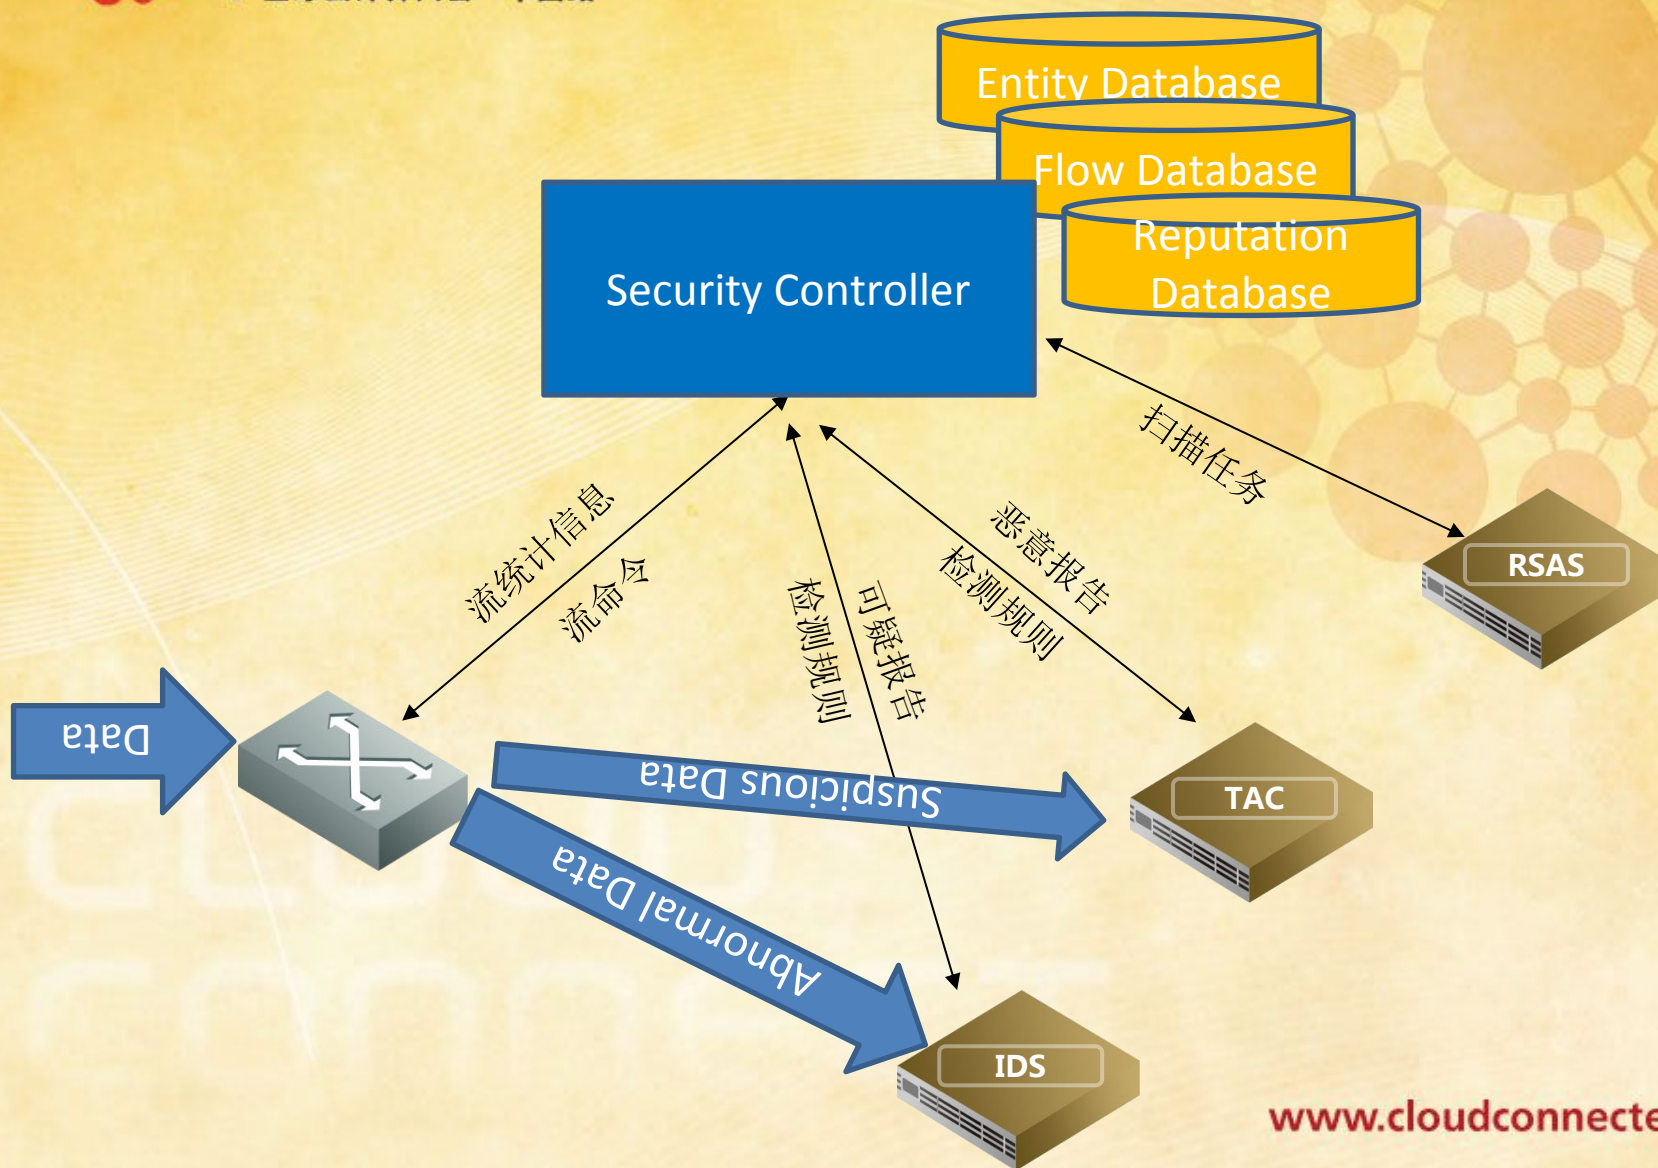 Entity Database
Flow Database
Reputation
Database
Security Controller
扫描任务
流统计信息
流命令
检测规则
可疑报告
恶意报告
检测规则
RSAS
Data
Suspicious Data
TAC
Abnormal Data
IDS
www.cloudconnecte